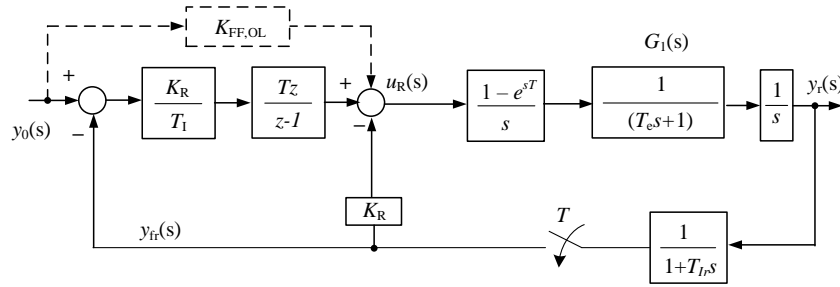 K_FF,OL
G_1(s)
+
y_0(s)
−
K_R
T_I
Tz
z-1
+
−
u_R(s)
1 – e^{sT}
s
1
(T_e s+1)
1
s
y_r(s)
K_R
y_fr(s)
T
1
1+T_Ir s